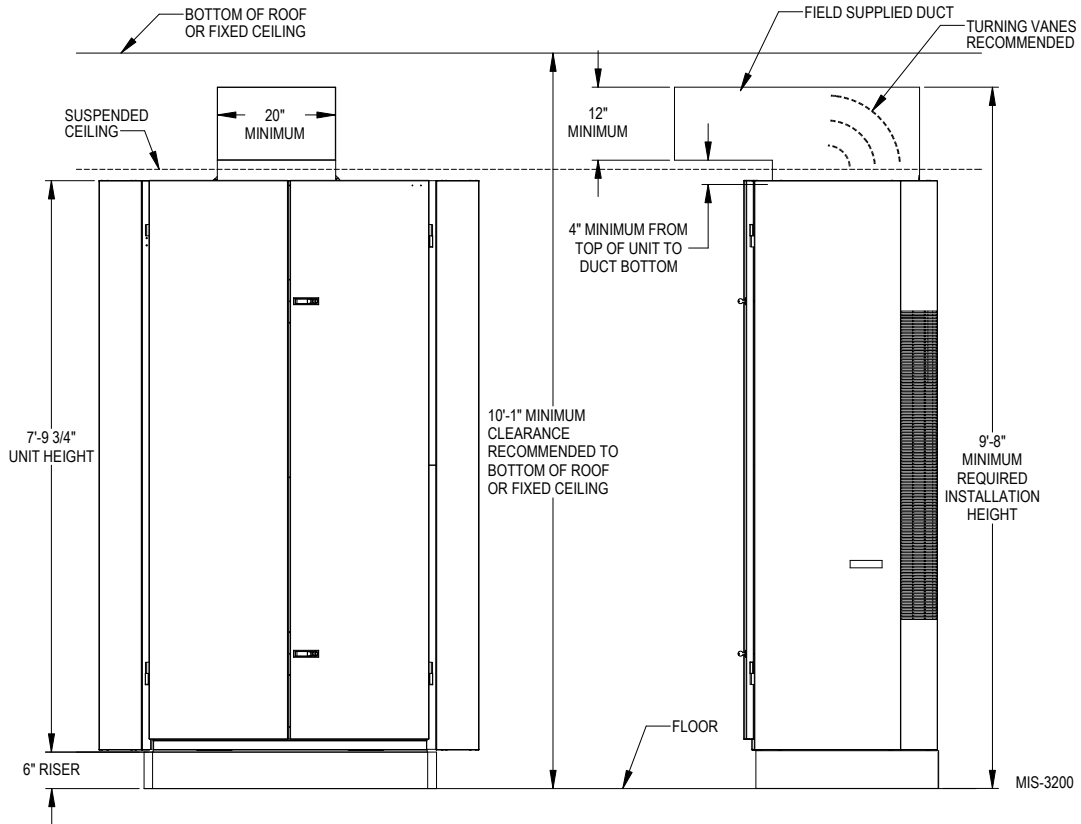 BOTTOM OF ROOF
OR FIXED CEILING
FIELD SUPPLIED DUCT
TURNING VANES
RECOMMENDED
SUSPENDED
CEILING
20"
MINIMUM
12"
MINIMUM
4" MINIMUM FROM
TOP OF UNIT TO
DUCT BOTTOM
7'-9 3/4"
UNIT HEIGHT
10'-1" MINIMUM
CLEARANCE
RECOMMENDED TO
BOTTOM OF ROOF
OR FIXED CEILING
9'-8"
MINIMUM
REQUIRED
INSTALLATION
HEIGHT
FLOOR
6" RISER
MIS-3200